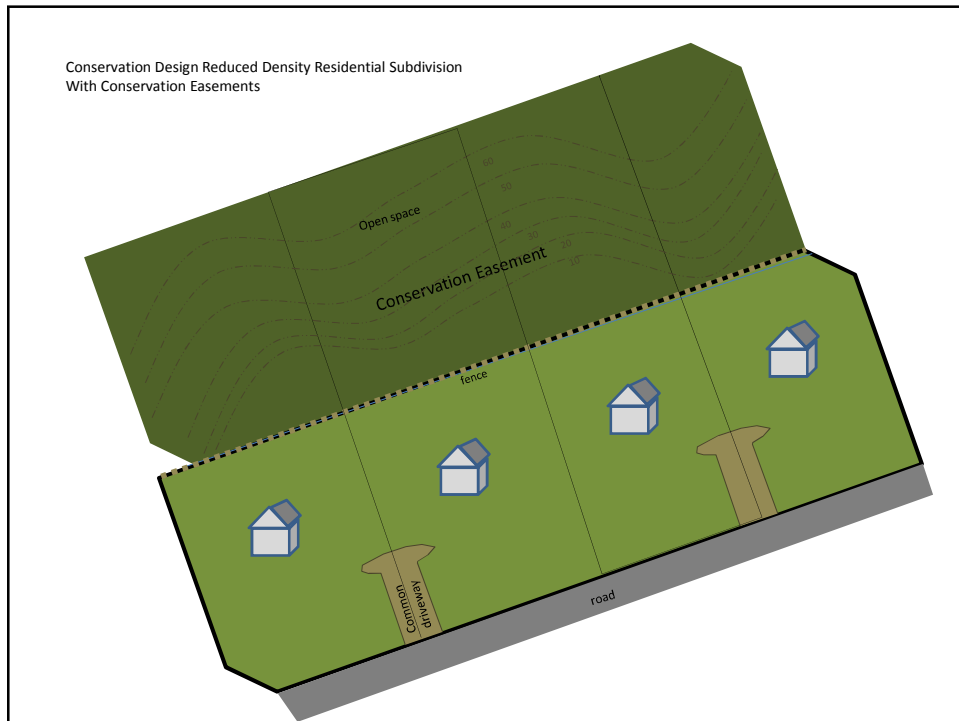 Conservation Design Reduced Density Residential Subdivision
With Conservation Easements
60
50
Open space
40
30
20
10
Conservation Easement
fence
Common
driveway
road